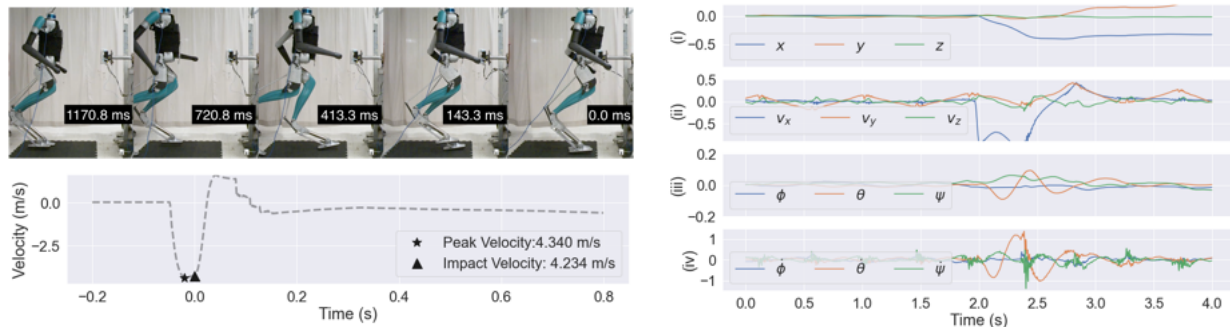 1170.8 ms
720.8 ms
413.3 ms
143.3 ms
0.0 ms
Velocity (m/s)
0.0
−2.5
★ Peak Velocity:4.340 m/s
▲ Impact Velocity: 4.234 m/s
−0.2 0.0 0.2 0.4 0.6 0.8
Time (s)
(i)
0.0
−0.5
x y z
(ii)
0.5
0.0
−0.5
v_x v_y v_z
(iii)
0.2
0.0
−0.2
ϕ θ ψ
(iv)
1
0
−1
ϕ̇ θ̇ ψ̇
0.0 0.5 1.0 1.5 2.0 2.5 3.0 3.5 4.0
Time (s)